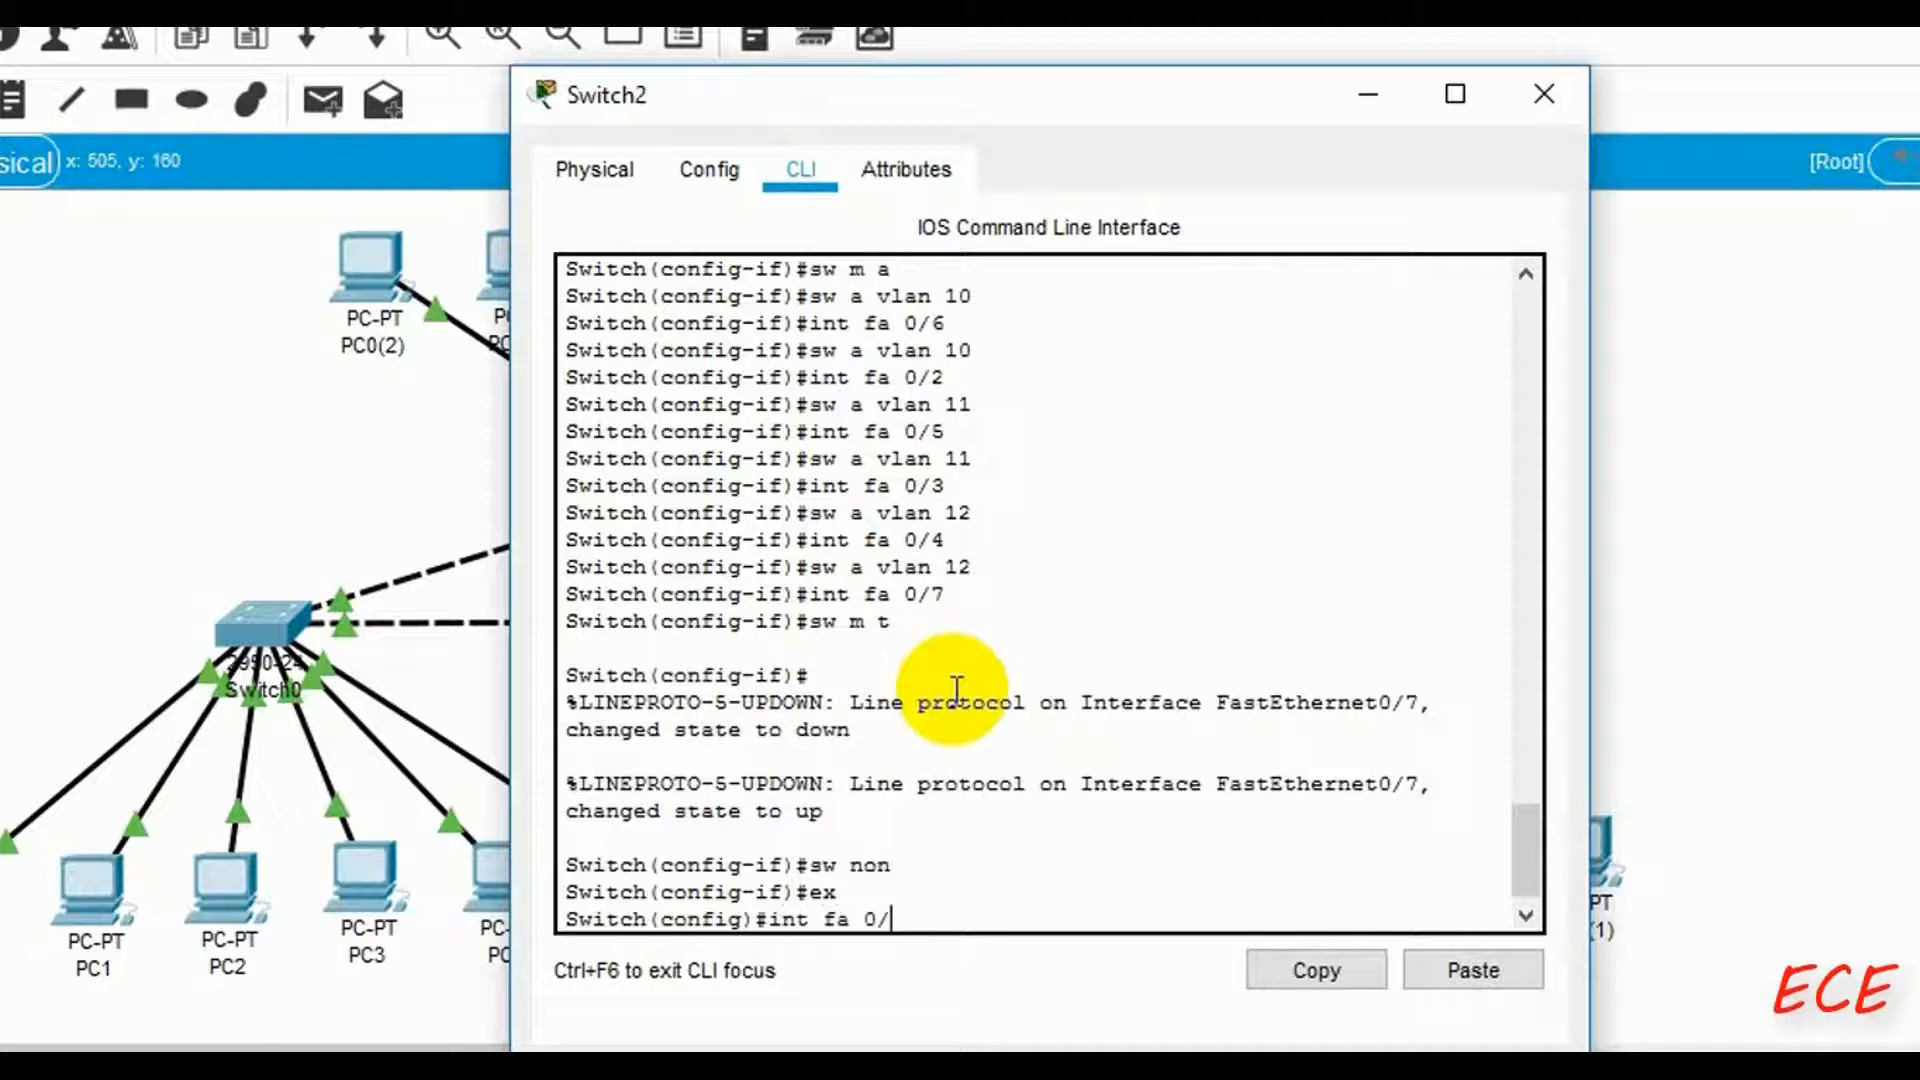 Switch2
sical
x: 505, y: 160
[Root]
Physical
Config
CLI
Attributes
IOS Command Line Interface
PC-PT
PC0(2)
Switch(config-if)#sw m a
Switch(config-if)#sw a vlan 10
Switch(config-if)#int fa 0/6
Switch(config-if)#sw a vlan 10
Switch(config-if)#int fa 0/2
Switch(config-if)#sw a vlan 11
Switch(config-if)#int fa 0/5
Switch(config-if)#sw a vlan 11
Switch(config-if)#int fa 0/3
Switch(config-if)#sw a vlan 12
Switch(config-if)#int fa 0/4
Switch(config-if)#sw a vlan 12
Switch(config-if)#int fa 0/7
Switch(config-if)#sw m t
Switch(config-if)#
%LINEPROTO-5-UPDOWN: Line protocol on Interface FastEthernet0/7,
changed state to down
%LINEPROTO-5-UPDOWN: Line protocol on Interface FastEthernet0/7,
changed state to up
Switch(config-if)#sw non
Switch(config-if)#ex
Switch(config)#int fa 0/
2950-24
Switch0
PC-PT
PC1
PC-PT
PC2
PC-PT
PC3
PC-
PC
PT
(1)
Ctrl+F6 to exit CLI focus
Copy
Paste
ECE